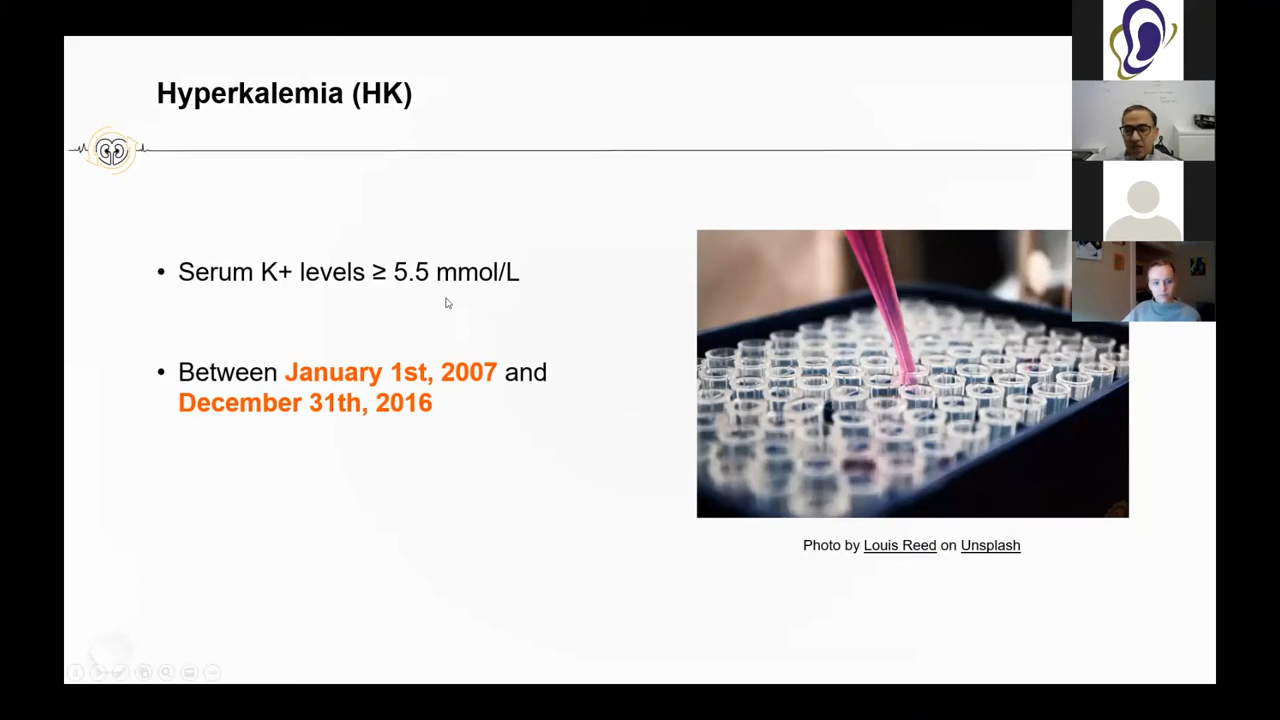 Hyperkalemia (HK)
• Serum K+ levels ≥ 5.5 mmol/L
• Between January 1st, 2007 and
December 31th, 2016
Photo by Louis Reed on Unsplash